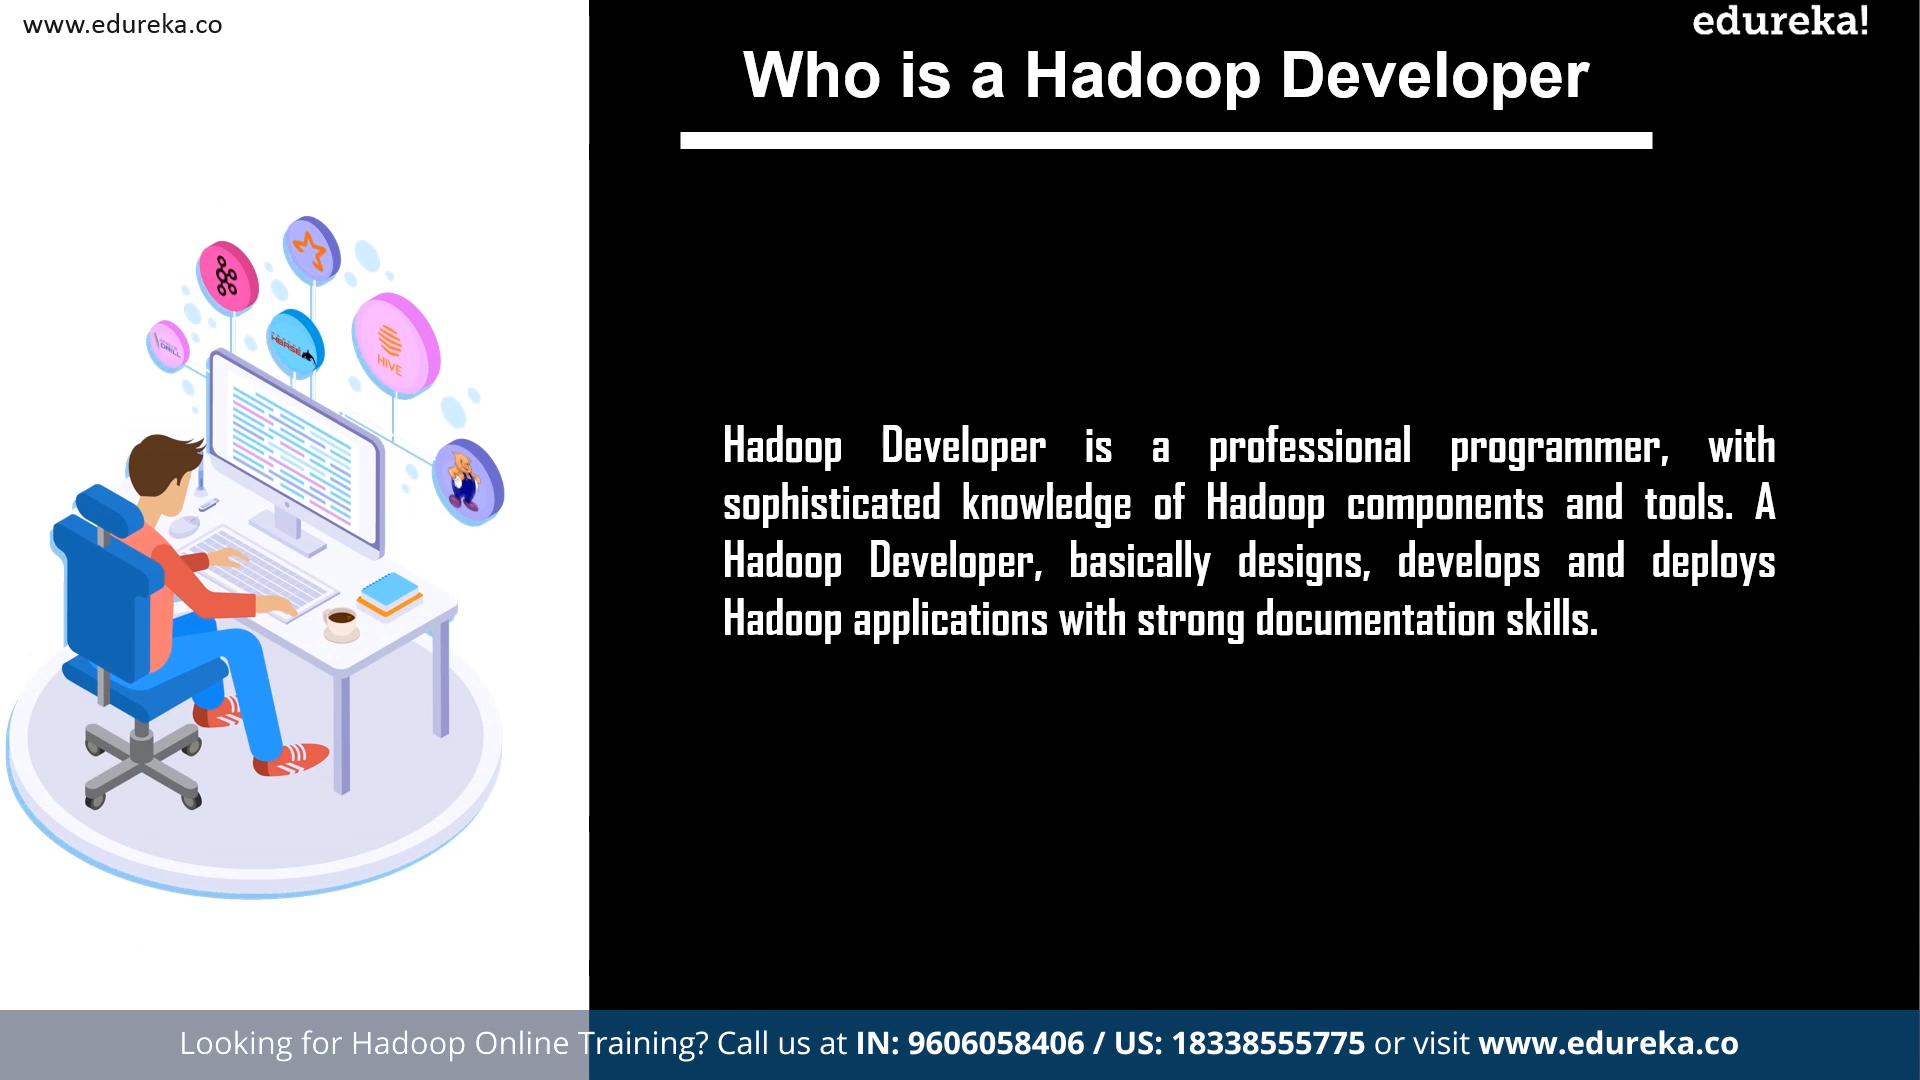 www.edureka.co
edureka!
Who is a Hadoop Developer
DRILL
HBASE
HIVE
Hadoop Developer is a professional programmer, with
sophisticated knowledge of Hadoop components and tools. A
Hadoop Developer, basically designs, develops and deploys
Hadoop applications with strong documentation skills.
Looking for Hadoop Online Training? Call us at IN: 9606058406 / US: 18338555775 or visit www.edureka.co